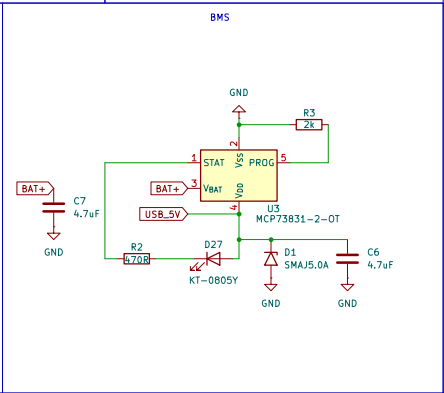 BMS
GND
R3
2k
2
VSS
1
STAT
PROG
5
BAT+
3
VBAT
BAT+
C7
4.7uF
VDD
4
U3
MCP73831-2-OT
USB_5V
GND
R2
470R
D27
KT-0805Y
D1
SMAJ5.0A
C6
4.7uF
GND
GND